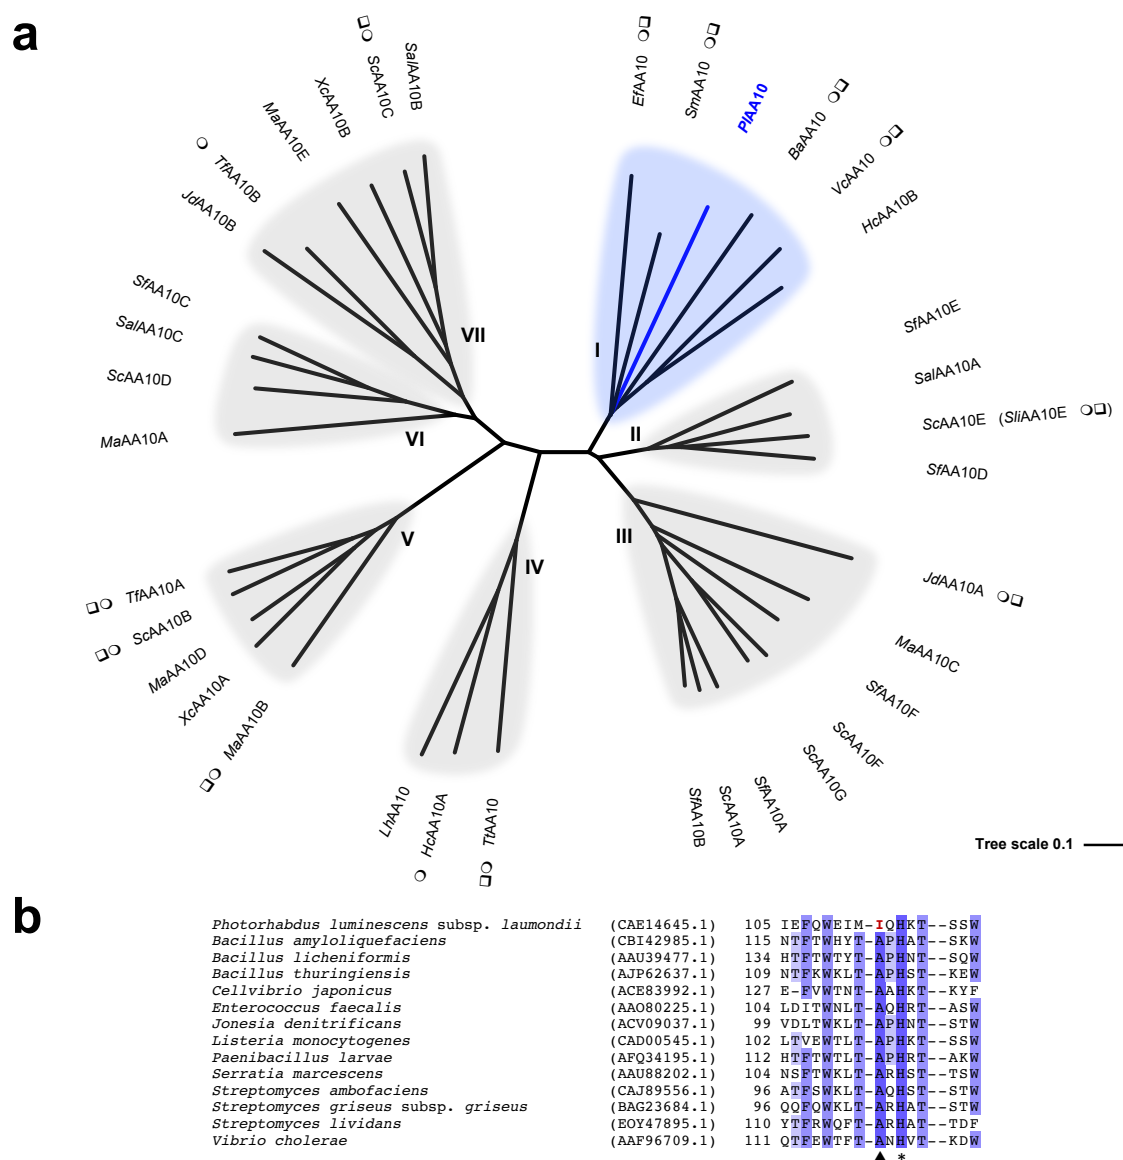 a
SalAA10B
ScAA10C
XcAA10B
MaAA10E
TfAA10B
JdAA10B
SfAA10C
SalAA10C
ScAA10D
MaAA10A
EfAA10
SmAA10
PlAA10
BaAA10
VcAA10
HcAA10B
SfAA10E
SalAA10A
ScAA10E (SliAA10E )
SfAA10D
JdAA10A
MaAA10C
SfAA10F
ScAA10F
ScAA10G
SfAA10A
ScAA10A
SfAA10B
TtAA10
HcAA10A
LhAA10
MaAA10B
XcAA10A
MaAA10D
ScAA10B
TfAA10A
I
II
III
IV
V
VI
VII
Tree scale 0.1
b
Photorhabdus luminescens subsp. laumondii (CAE14645.1) 105 IEFQWEIM-IQHKT--SSW
Bacillus amyloliquefaciens (CBI42985.1) 115 NTFTWHYT-APHAT--SKW
Bacillus licheniformis (AAU39477.1) 134 HTFTWTYT-APHNT--SQW
Bacillus thuringiensis (AJP62637.1) 109 NTFKWKLT-APHST--KEW
Cellvibrio japonicus (ACE83992.1) 127 E-FVWTNT-AAHKT--KYF
Enterococcus faecalis (AAO80225.1) 104 LDITWNLT-AQHRT--ASW
Jonesia denitrificans (ACV09037.1) 99 VDLTWKLT-APHNT--STW
Listeria monocytogenes (CAD00545.1) 102 LTVEWTLT-APHKT--SKW
Paenibacillus larvae (AFQ34195.1) 112 HTFTWTLT-APHRT--AKW
Serratia marcescens (AAU88202.1) 104 NSFTWKLT-ARHST--TSW
Streptomyces ambofaciens (CAJ89556.1) 96 ATFSWKLT-AQHST--STW
Streptomyces griseus subsp. griseus (BAG23684.1) 96 QQFQWKLT-ARHAT--STW
Streptomyces lividans (EOY47895.1) 110 YTFRWQFT-ARHAT--TDF
Vibrio cholerae (AAF96709.1) 111 QTFEWTFT-ANHVT--KDW
*